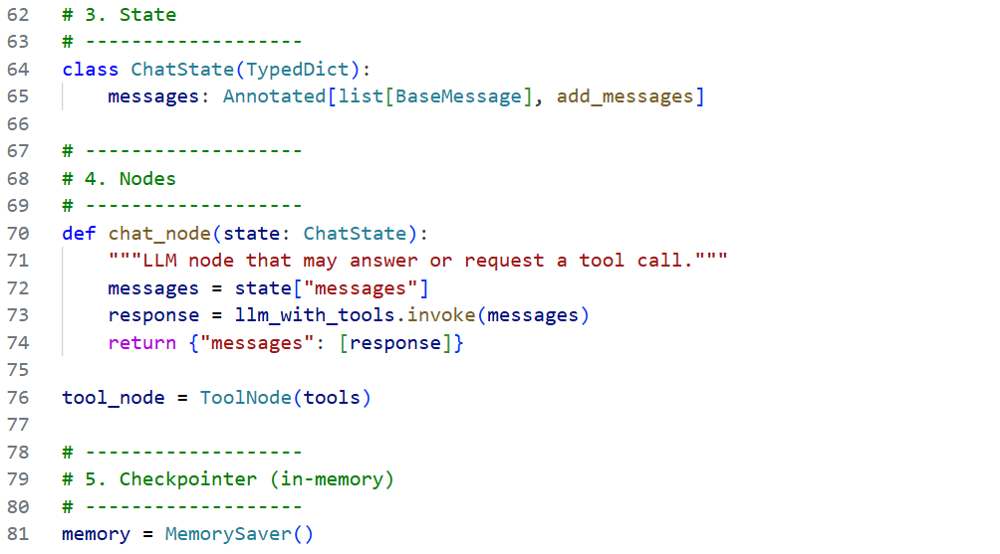 62 # 3. State
63 # -------------------
64 class ChatState(TypedDict):
65     messages: Annotated[list[BaseMessage], add_messages]
66
67 # -------------------
68 # 4. Nodes
69 # -------------------
70 def chat_node(state: ChatState):
71     """LLM node that may answer or request a tool call."""
72     messages = state["messages"]
73     response = llm_with_tools.invoke(messages)
74     return {"messages": [response]}
75
76 tool_node = ToolNode(tools)
77
78 # -------------------
79 # 5. Checkpointer (in-memory)
80 # -------------------
81 memory = MemorySaver()